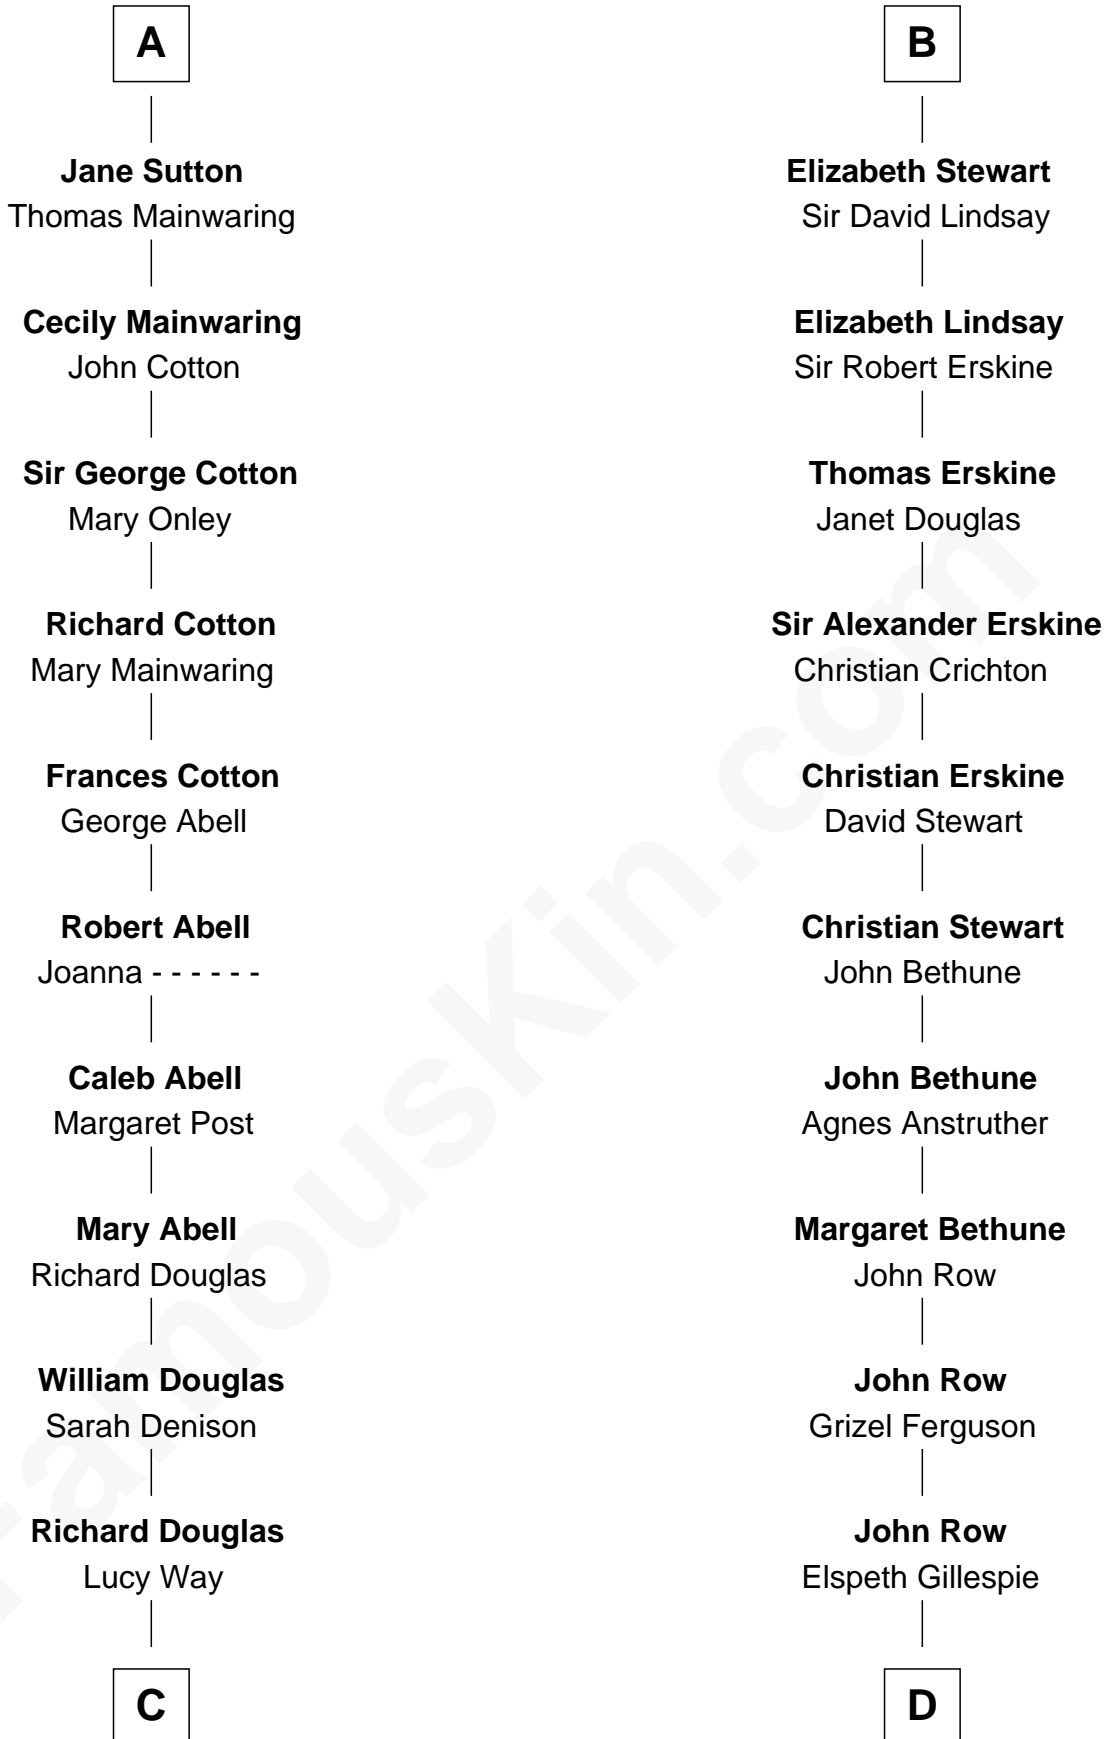 A
Jane Sutton
Thomas Mainwaring
Cecily Mainwaring
John Cotton
Sir George Cotton
Mary Onley
Richard Cotton
Mary Mainwaring
Frances Cotton
George Abell
Robert Abell
Joanna - - - - - -
Caleb Abell
Margaret Post
Mary Abell
Richard Douglas
William Douglas
Sarah Denison
Richard Douglas
Lucy Way
C
B
Elizabeth Stewart
Sir David Lindsay
Elizabeth Lindsay
Sir Robert Erskine
Thomas Erskine
Janet Douglas
Sir Alexander Erskine
Christian Crichton
Christian Erskine
David Stewart
Christian Stewart
John Bethune
John Bethune
Agnes Anstruther
Margaret Bethune
John Row
John Row
Grizel Ferguson
John Row
Elspeth Gillespie
D
FamousKin.com